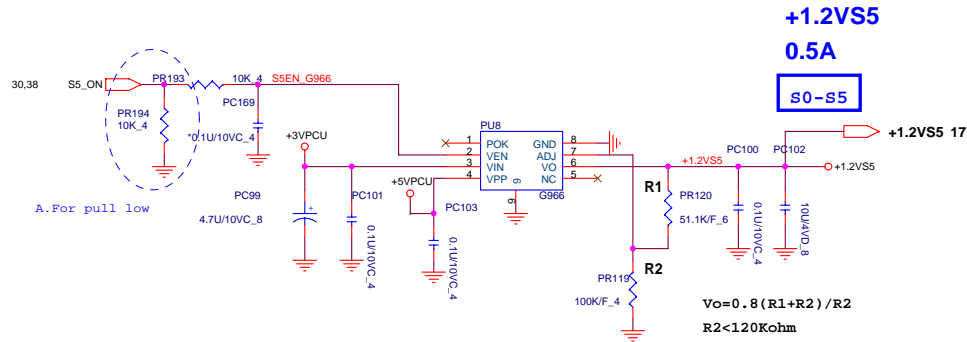 +1.2VS5
0.5A
S0-S5
30,38
S5_ON
PR193
10K_4
S5EN_G966
PR194
10K_4
PC169
*0.1U/10VC_4
A.For pull low
+3VPCU
PC99
4.7U/10VC_8
PC101
0.1U/10VC_4
+5VPCU
PC103
0.1U/10VC_4
PU8
1 POK GND 8
2 VEN ADJ 7
3 VIN VO 6
4 VPP NC 5
9
9
G966
+1.2VS5
R1
PR120
51.1K/F_6
R2
PR119
100K/F_4
PC100
0.1U/10VC_4
PC102
10U/4VD_8
+1.2VS5 17
+1.2VS5
Vo=0.8(R1+R2)/R2
R2<120Kohm